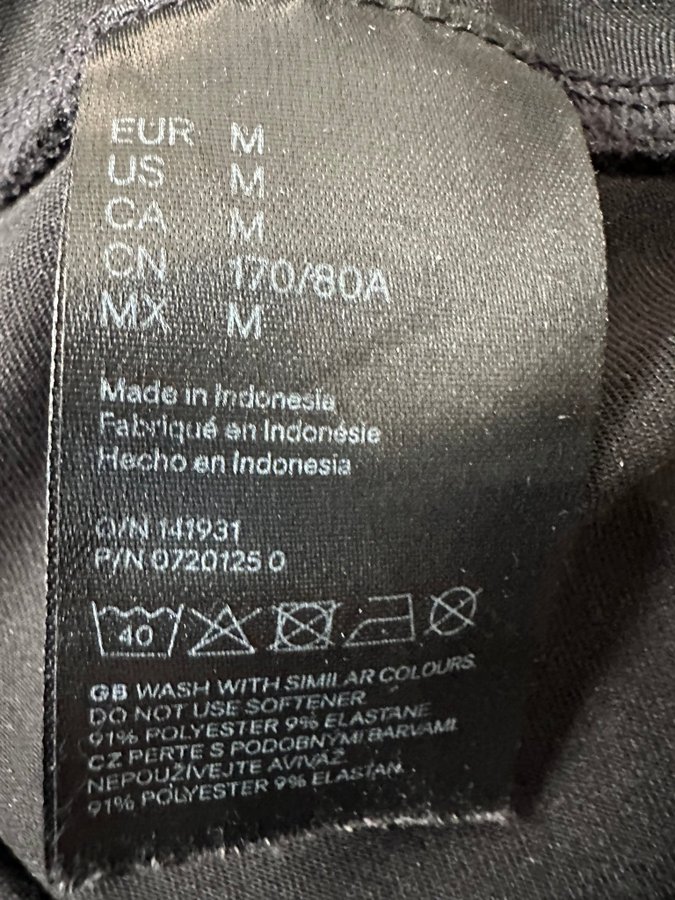 EUR M
US M
CA M
CN 170/80A
MX M
Made in Indonesia
Fabriqué en Indonésie
Hecho en Indonesia
O/N 141931
P/N 0720125 0
40
GB WASH WITH SIMILAR COLOURS.
DO NOT USE SOFTENER
91% POLYESTER 9% ELASTANE
CZ PERTE S PODOBNÝMI BARVAMI.
NEPOUŽÍVEJTE AVIVÁŽ
91% POLYESTER 9% ELASTAN